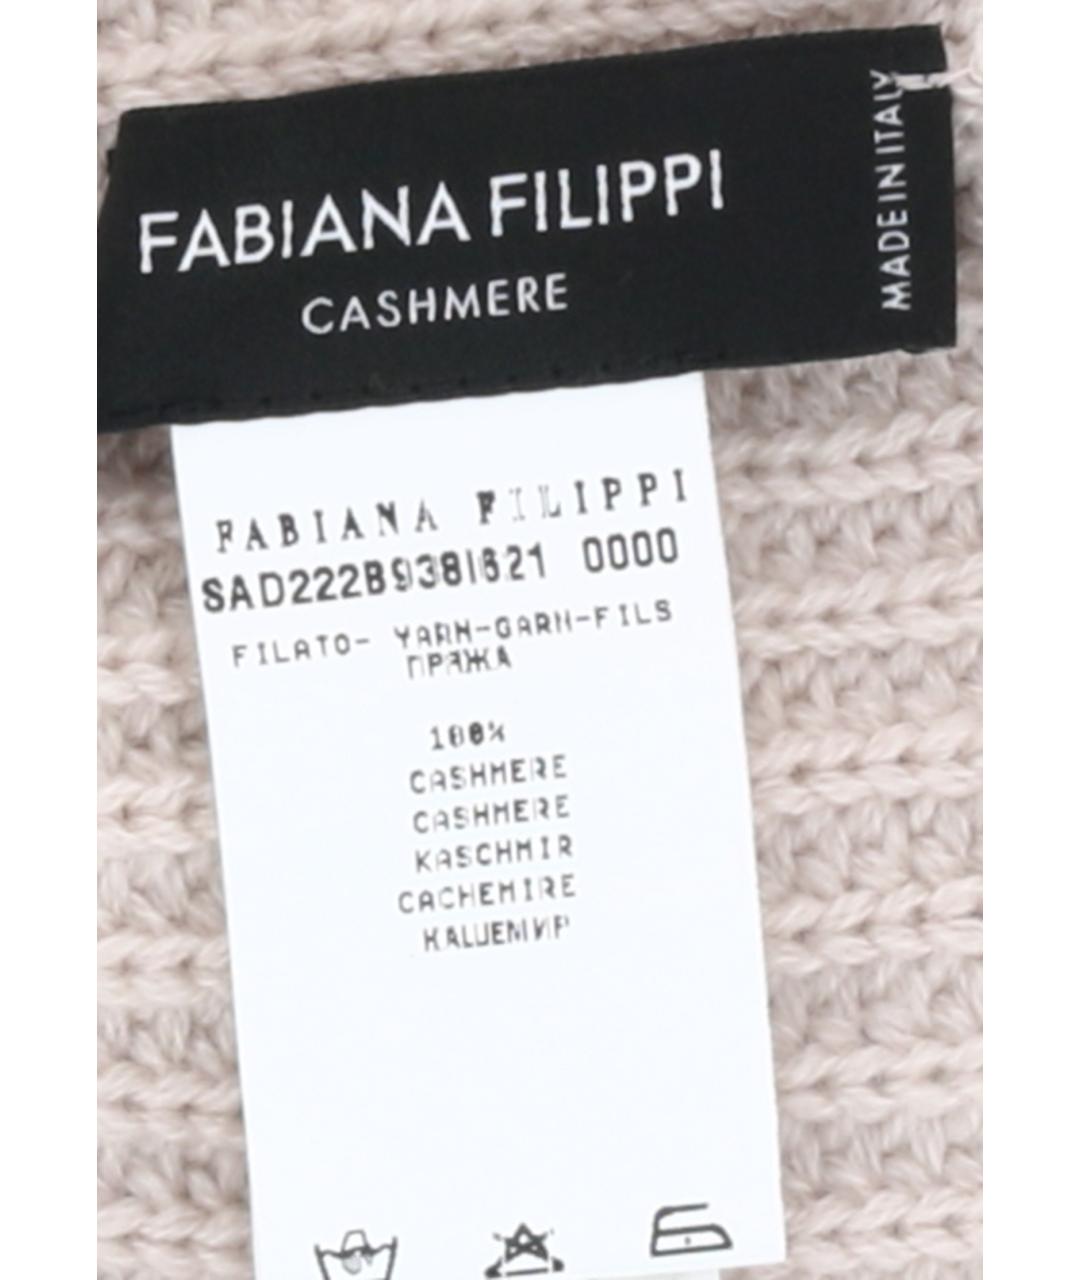 FABIANA FILIPPI
CASHMERE
MADE IN ITALY
FABIANA FILIPPI
SAD222B938I621 0000
FILATO- YARN-GARN-FILS
ПРЯЖА
100%
CASHMERE
CASHMERE
KASCHMIR
CACHEMIRE
КАШЕМИР